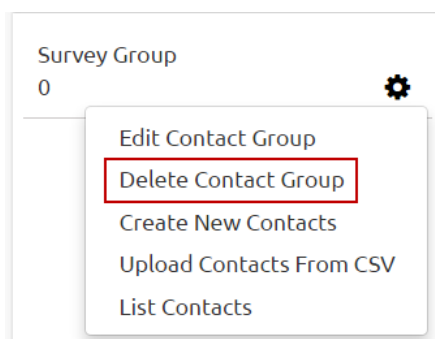 Survey Group
0
Edit Contact Group
Delete Contact Group
Create New Contacts
Upload Contacts From CSV
List Contacts